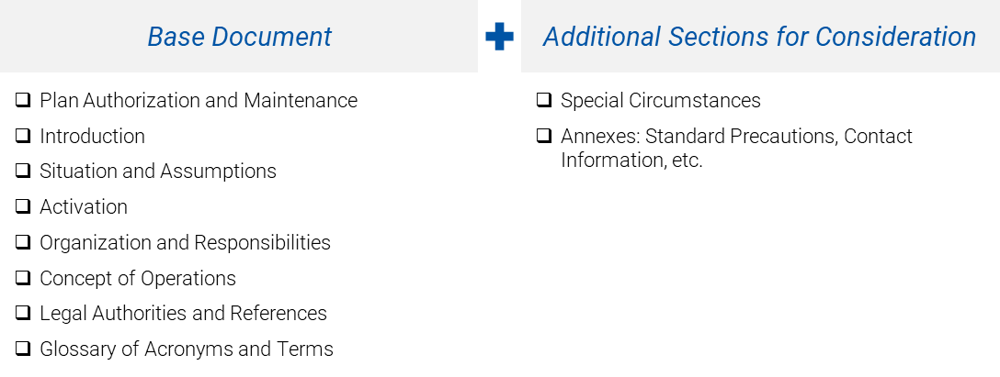 Base Document
Plan Authorization and Maintenance
Introduction
Situation and Assumptions
Activation
Organization and Responsibilities
Concept of Operations
Legal Authorities and References
Glossary of Acronyms and Terms
Additional Sections for Consideration
Special Circumstances
Annexes: Standard Precautions, Contact
Information, etc.